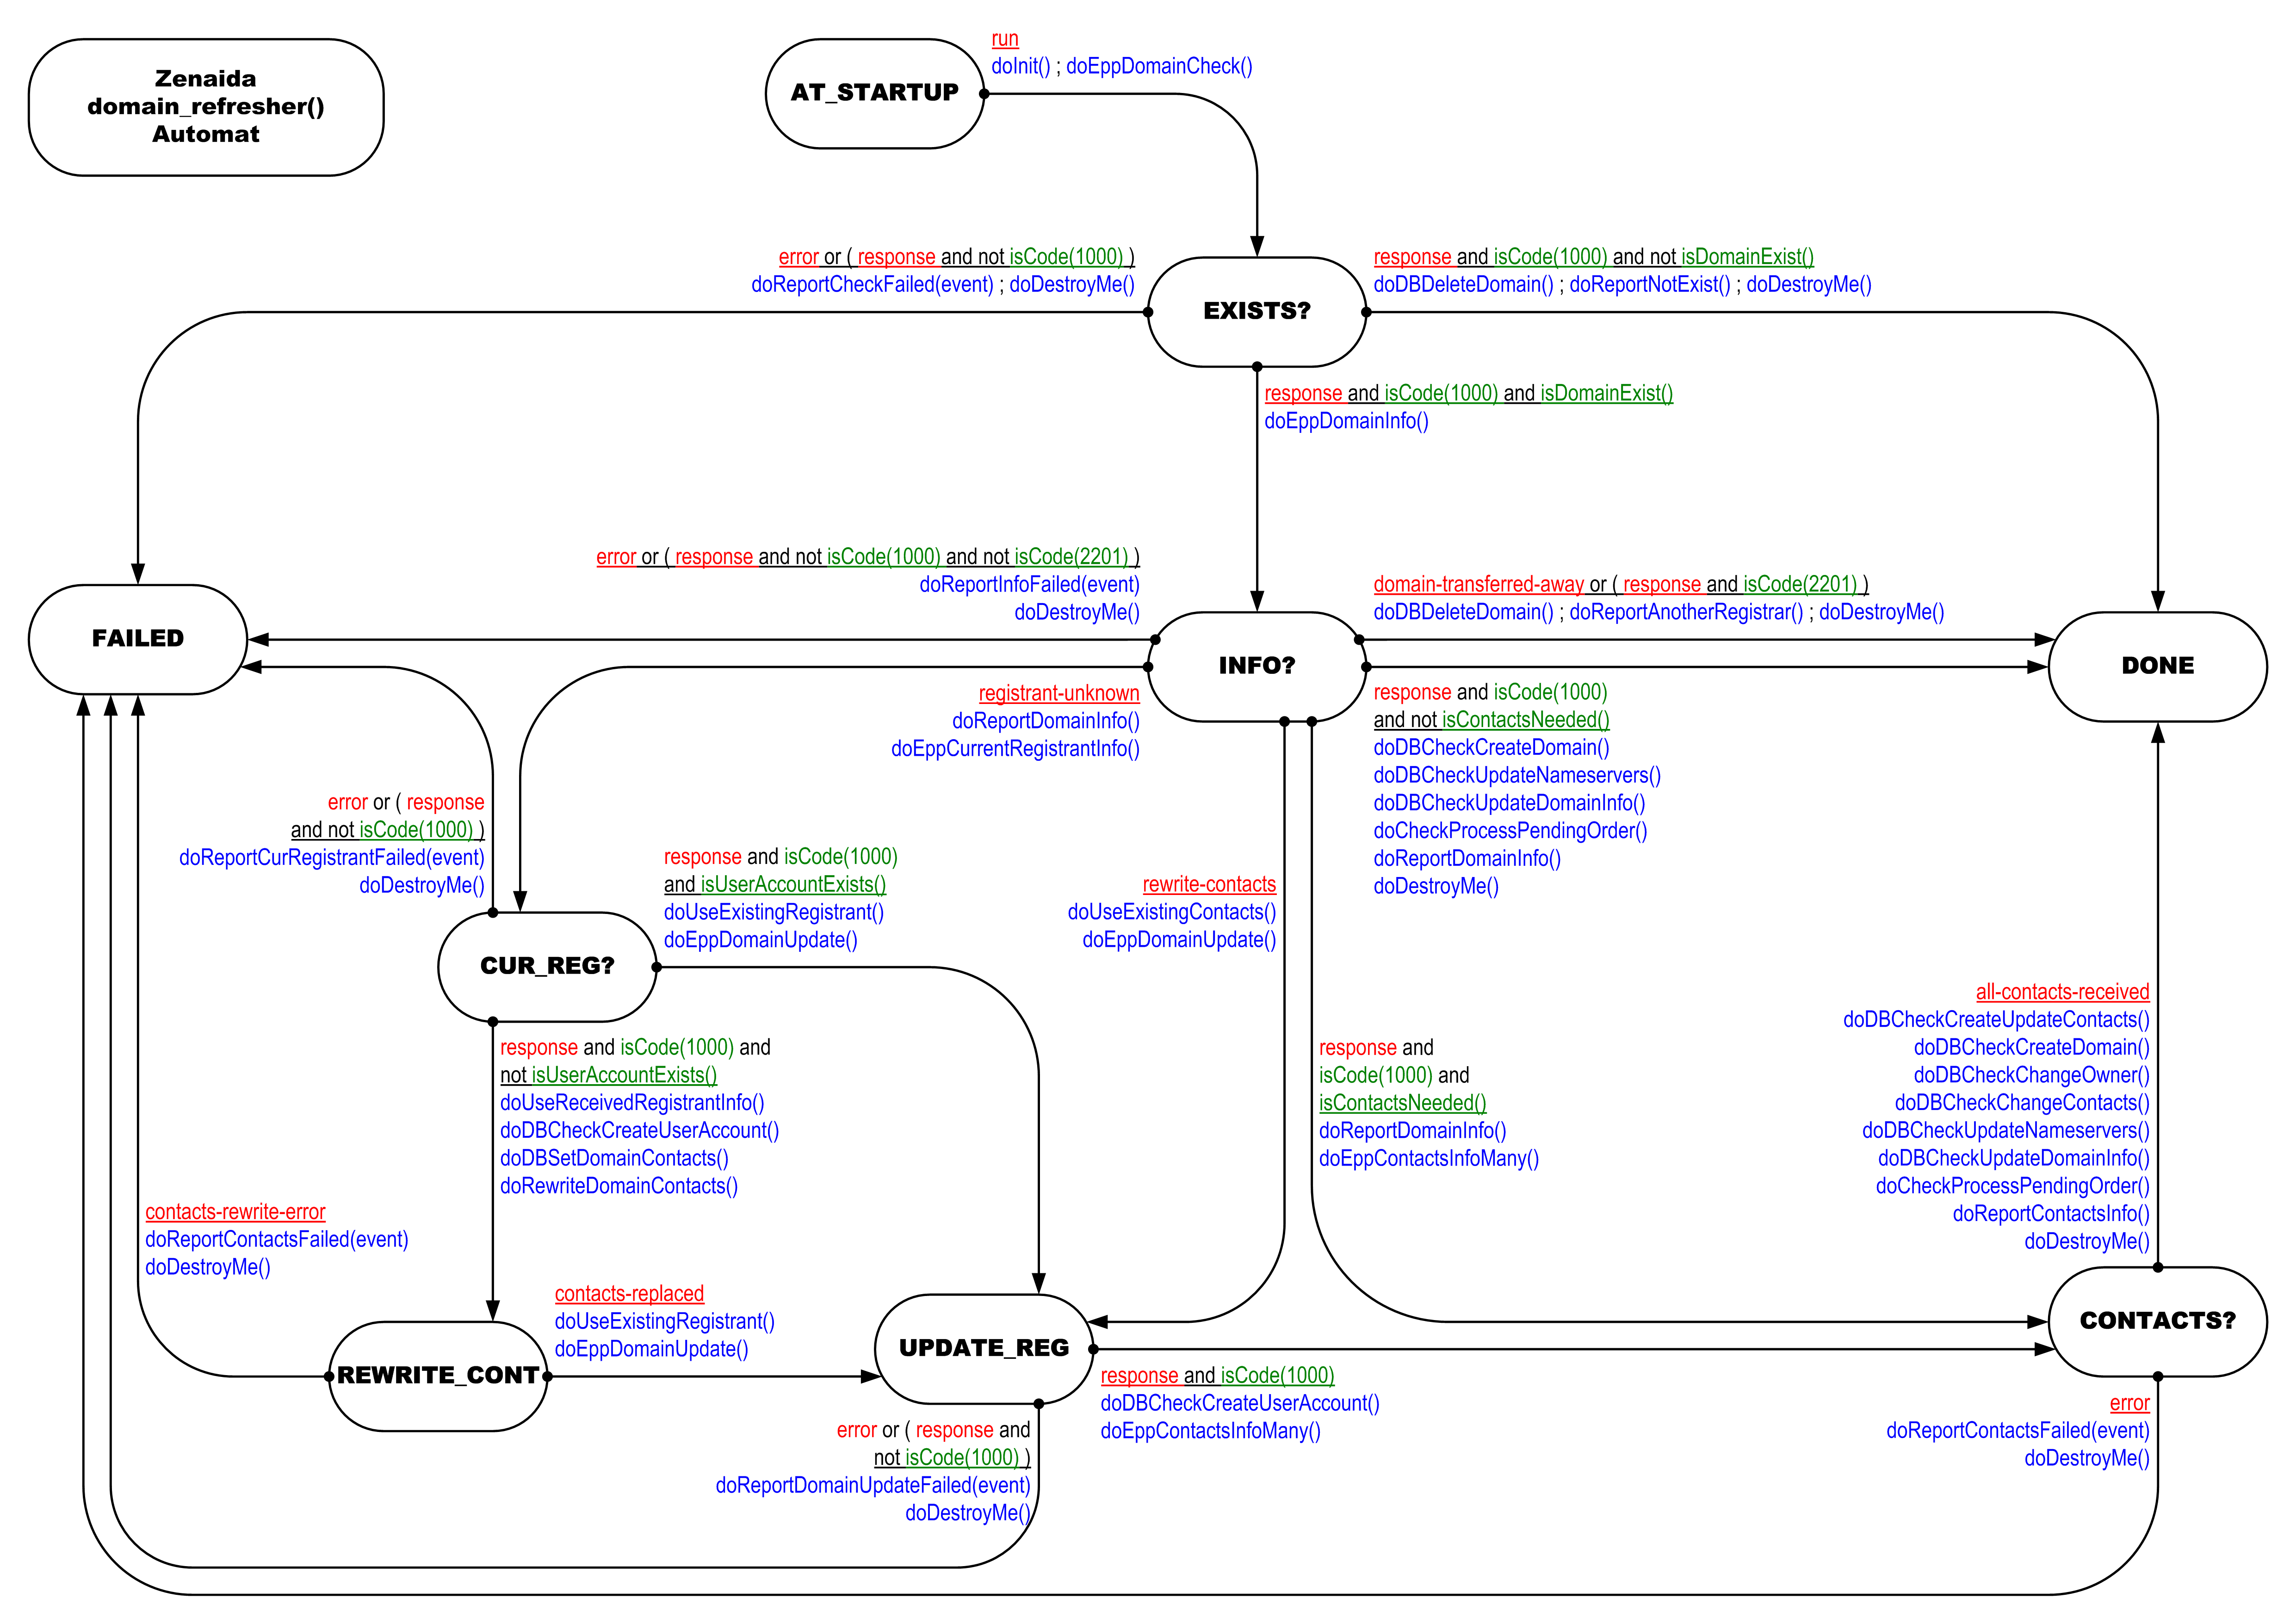 Zenaida
domain_refresher()
Automat
AT_STARTUP
run
doInit() ; doEppDomainCheck()
error or ( response and not isCode(1000) )
doReportCheckFailed(event) ; doDestroyMe()
EXISTS?
response and isCode(1000) and not isDomainExist()
doDBDeleteDomain() ; doReportNotExist() ; doDestroyMe()
response and isCode(1000) and isDomainExist()
doEppDomainInfo()
error or ( response and not isCode(1000) and not isCode(2201) )
doReportInfoFailed(event)
doDestroyMe()
domain-transferred-away or ( response and isCode(2201) )
doDBDeleteDomain() ; doReportAnotherRegistrar() ; doDestroyMe()
FAILED
INFO?
DONE
registrant-unknown
doReportDomainInfo()
doEppCurrentRegistrantInfo()
response and isCode(1000)
and not isContactsNeeded()
doDBCheckCreateDomain()
doDBCheckUpdateNameservers()
doDBCheckUpdateDomainInfo()
doCheckProcessPendingOrder()
doReportDomainInfo()
doDestroyMe()
error or ( response
and not isCode(1000) )
doReportCurRegistrantFailed(event)
doDestroyMe()
response and isCode(1000)
and isUserAccountExists()
doUseExistingRegistrant()
doEppDomainUpdate()
rewrite-contacts
doUseExistingContacts()
doEppDomainUpdate()
CUR_REG?
response and isCode(1000) and
not isUserAccountExists()
doUseReceivedRegistrantInfo()
doDBCheckCreateUserAccount()
doDBSetDomainContacts()
doRewriteDomainContacts()
response and
isCode(1000) and
isContactsNeeded()
doReportDomainInfo()
doEppContactsInfoMany()
all-contacts-received
doDBCheckCreateUpdateContacts()
doDBCheckCreateDomain()
doDBCheckChangeOwner()
doDBCheckChangeContacts()
doDBCheckUpdateNameservers()
doDBCheckUpdateDomainInfo()
doCheckProcessPendingOrder()
doReportContactsInfo()
doDestroyMe()
contacts-rewrite-error
doReportContactsFailed(event)
doDestroyMe()
contacts-replaced
doUseExistingRegistrant()
doEppDomainUpdate()
REWRITE_CONT
UPDATE_REG
CONTACTS?
response and isCode(1000)
doDBCheckCreateUserAccount()
doEppContactsInfoMany()
error or ( response and
not isCode(1000) )
doReportDomainUpdateFailed(event)
doDestroyMe()
error
doReportContactsFailed(event)
doDestroyMe()